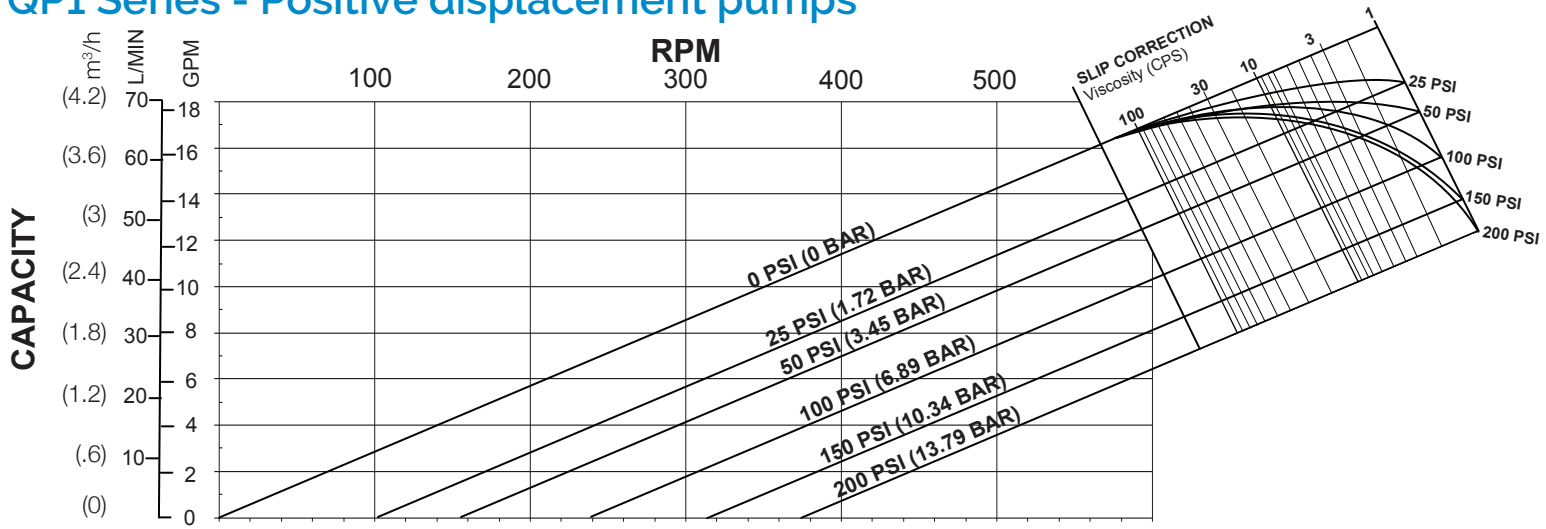 QP1 Series - Positive displacement pumps
m³/h
L/MIN
GPM
RPM
100
200
300
400
500
SLIP CORRECTION
Viscosity (CPS)
100
30
10
3
1
25 PSI
50 PSI
100 PSI
150 PSI
200 PSI
CAPACITY
(4.2)
(3.6)
(3)
(2.4)
(1.8)
(1.2)
(.6)
(0)
70
60
50
40
30
20
10
18
16
14
12
10
8
6
4
2
0
0 PSI (0 BAR)
25 PSI (1.72 BAR)
50 PSI (3.45 BAR)
100 PSI (6.89 BAR)
150 PSI (10.34 BAR)
200 PSI (13.79 BAR)